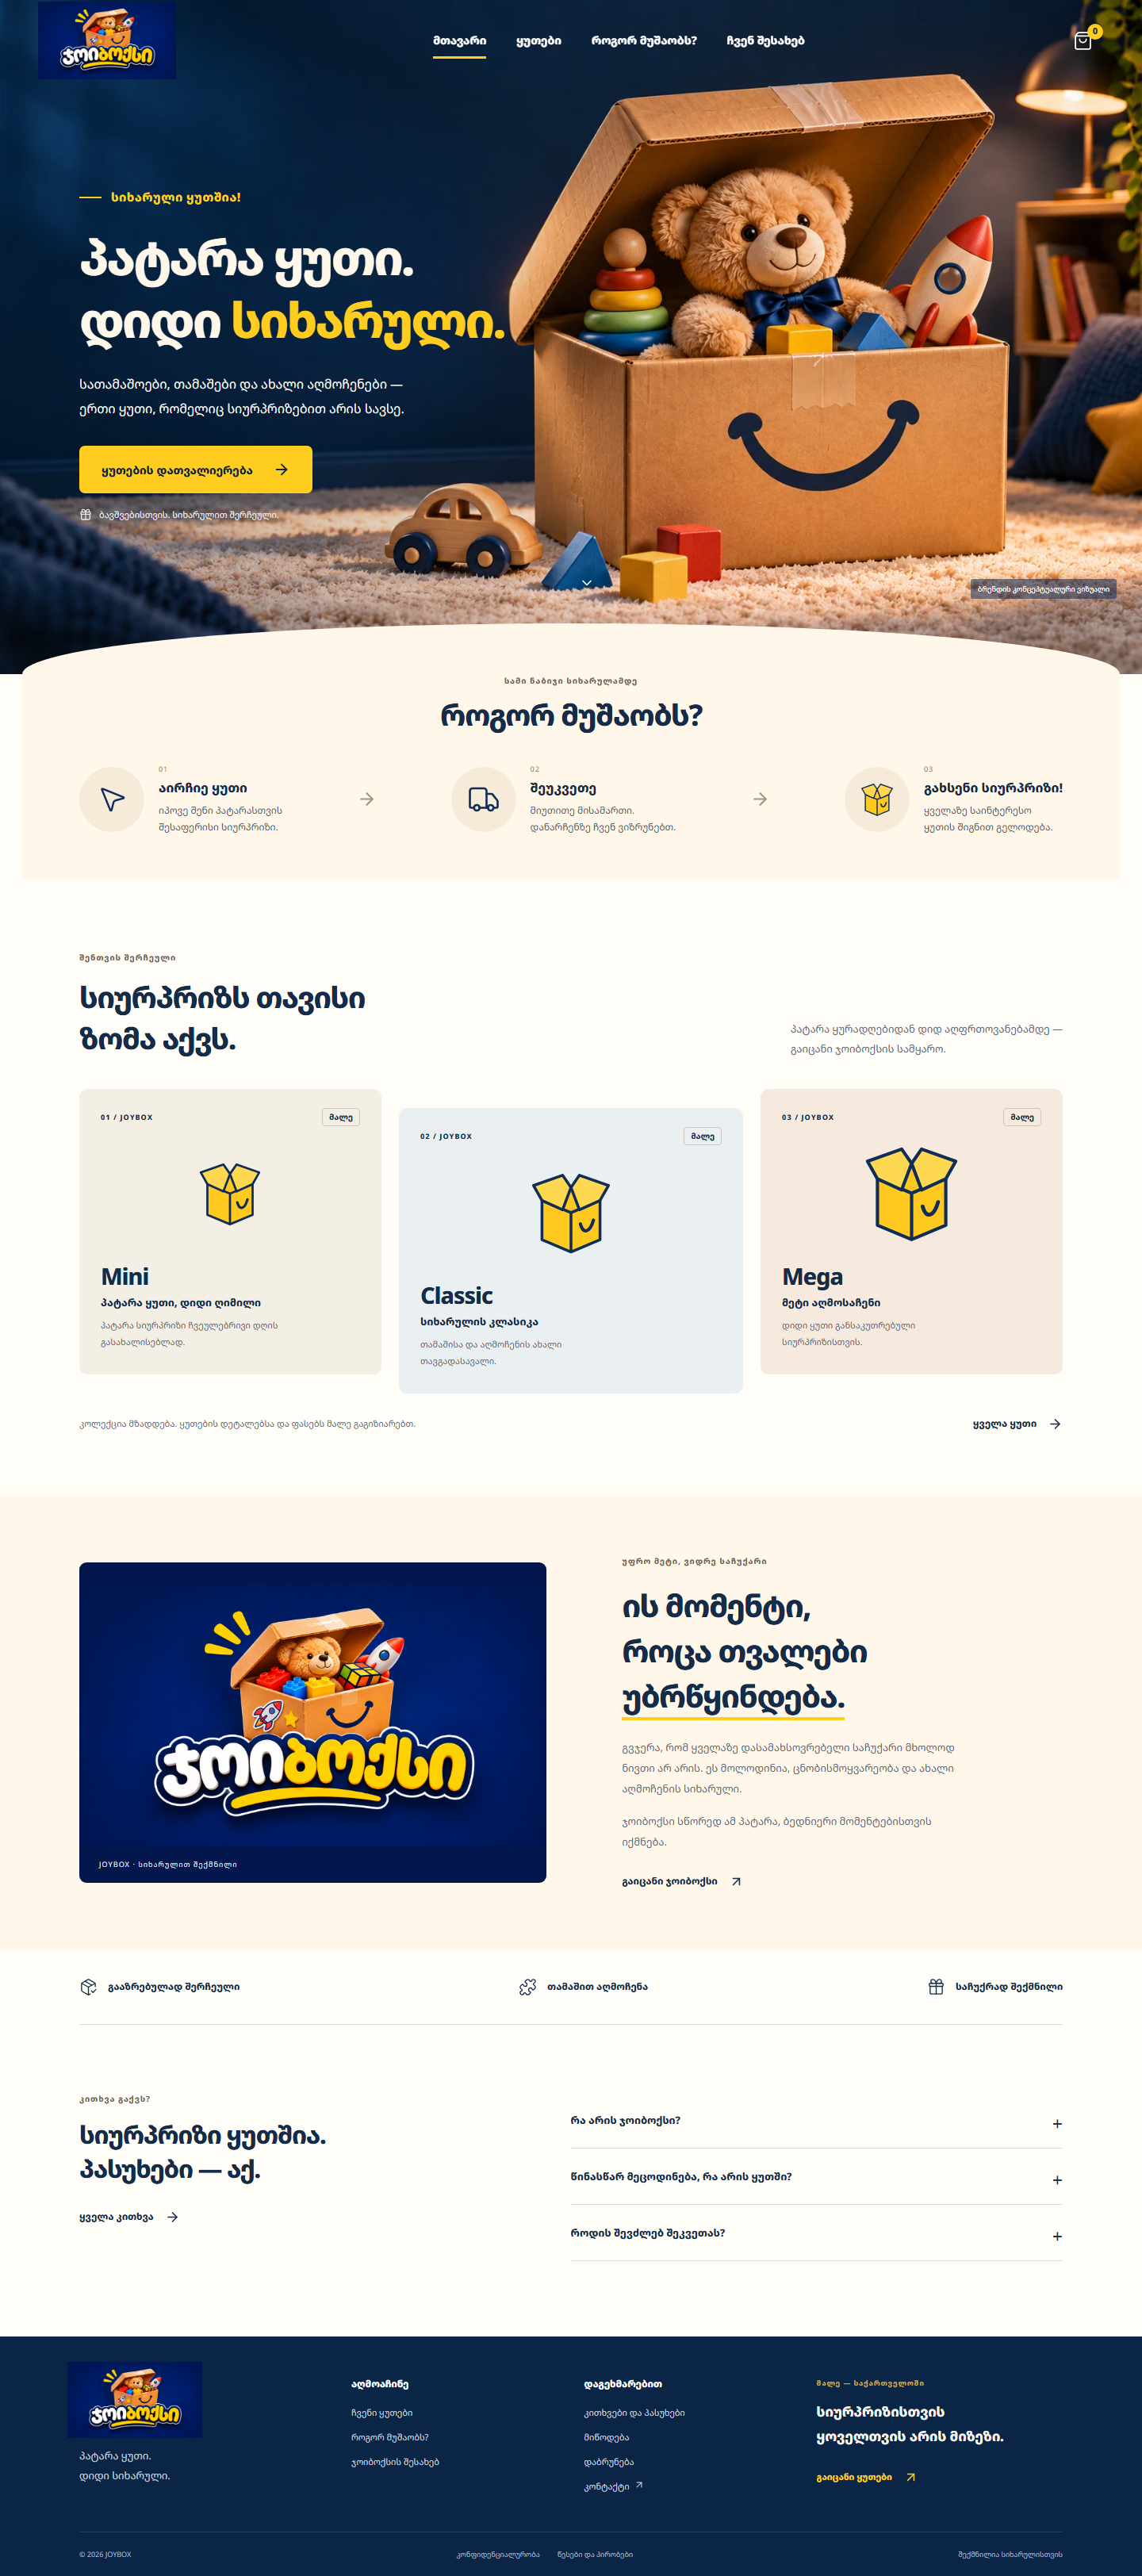 ჯოიბოქსი
მთავარი
ყუთები
როგორ მუშაობს?
ჩვენ შესახებ
0
სიხარული ყუთშია!
პატარა ყუთი.
დიდი სიხარული.
სათამაშოები, თამაშები და ახალი აღმოჩენები —
ერთი ყუთი, რომელიც სიურპრიზებით არის სავსე.
ყუთების დათვალიერება
ბავშვებისთვის. სიხარულით შერჩეული.
ბრენდის კონცეპტუალური ვიზუალი
სამი ნაბიჯი სიხარულამდე
როგორ მუშაობს?
01
აირჩიე ყუთი
იპოვე შენი პატარასთვის
შესაფერისი სიურპრიზი.
02
შეუკვეთე
მიუთითე მისამართი.
დანარჩენზე ჩვენ ვიზრუნებთ.
03
გახსენი სიურპრიზი!
ყველაზე საინტერესო
ყუთის შიგნით გელოდება.
შენთვის შერჩეული
სიურპრიზს თავისი
ზომა აქვს.
პატარა ყურადღებიდან დიდ აღფრთოვანებამდე —
გაიცანი ჯოიბოქსის სამყარო.
01 / JOYBOX
მალე
Mini
პატარა ყუთი, დიდი ღიმილი
პატარა სიურპრიზი ჩვეულებრივი დღის
გასახალისებლად.
02 / JOYBOX
მალე
Classic
სიხარულის კლასიკა
თამაშისა და აღმოჩენის ახალი
თავგადასავალი.
03 / JOYBOX
მალე
Mega
მეტი აღმოსაჩენი
დიდი ყუთი განსაკუთრებული
სიურპრიზისთვის.
კოლექცია მზადდება. ყუთების დეტალებსა და ფასებს მალე გაგიზიარებთ.
ყველა ყუთი
ჯოიბოქსი
JOYBOX · სიხარულით შექმნილი
უფრო მეტი, ვიდრე საჩუქარი
ის მომენტი,
როცა თვალები
უბრწყინდება.
გვჯერა, რომ ყველაზე დასამახსოვრებელი საჩუქარი მხოლოდ
ნივთი არ არის. ეს მოლოდინია, ცნობისმოყვარეობა და ახალი
აღმოჩენის სიხარული.
ჯოიბოქსი სწორედ ამ პატარა, ბედნიერი მომენტებისთვის
იქმნება.
გაიცანი ჯოიბოქსი
გააზრებულად შერჩეული
თამაშით აღმოჩენა
საჩუქრად შექმნილი
კითხვა გაქვს?
სიურპრიზი ყუთშია.
პასუხები — აქ.
ყველა კითხვა
რა არის ჯოიბოქსი?
წინასწარ მეცოდინება, რა არის ყუთში?
როდის შევძლებ შეკვეთას?
ჯოიბოქსი
პატარა ყუთი.
დიდი სიხარული.
აღმოაჩინე
ჩვენი ყუთები
როგორ მუშაობს?
ჯოიბოქსის შესახებ
დაგეხმარებით
კითხვები და პასუხები
მიწოდება
დაბრუნება
კონტაქტი
მალე — საქართველოში
სიურპრიზისთვის
ყოველთვის არის მიზეზი.
გაიცანი ყუთები
© 2026 JOYBOX
კონფიდენციალურობა
წესები და პირობები
შექმნილია სიხარულისთვის